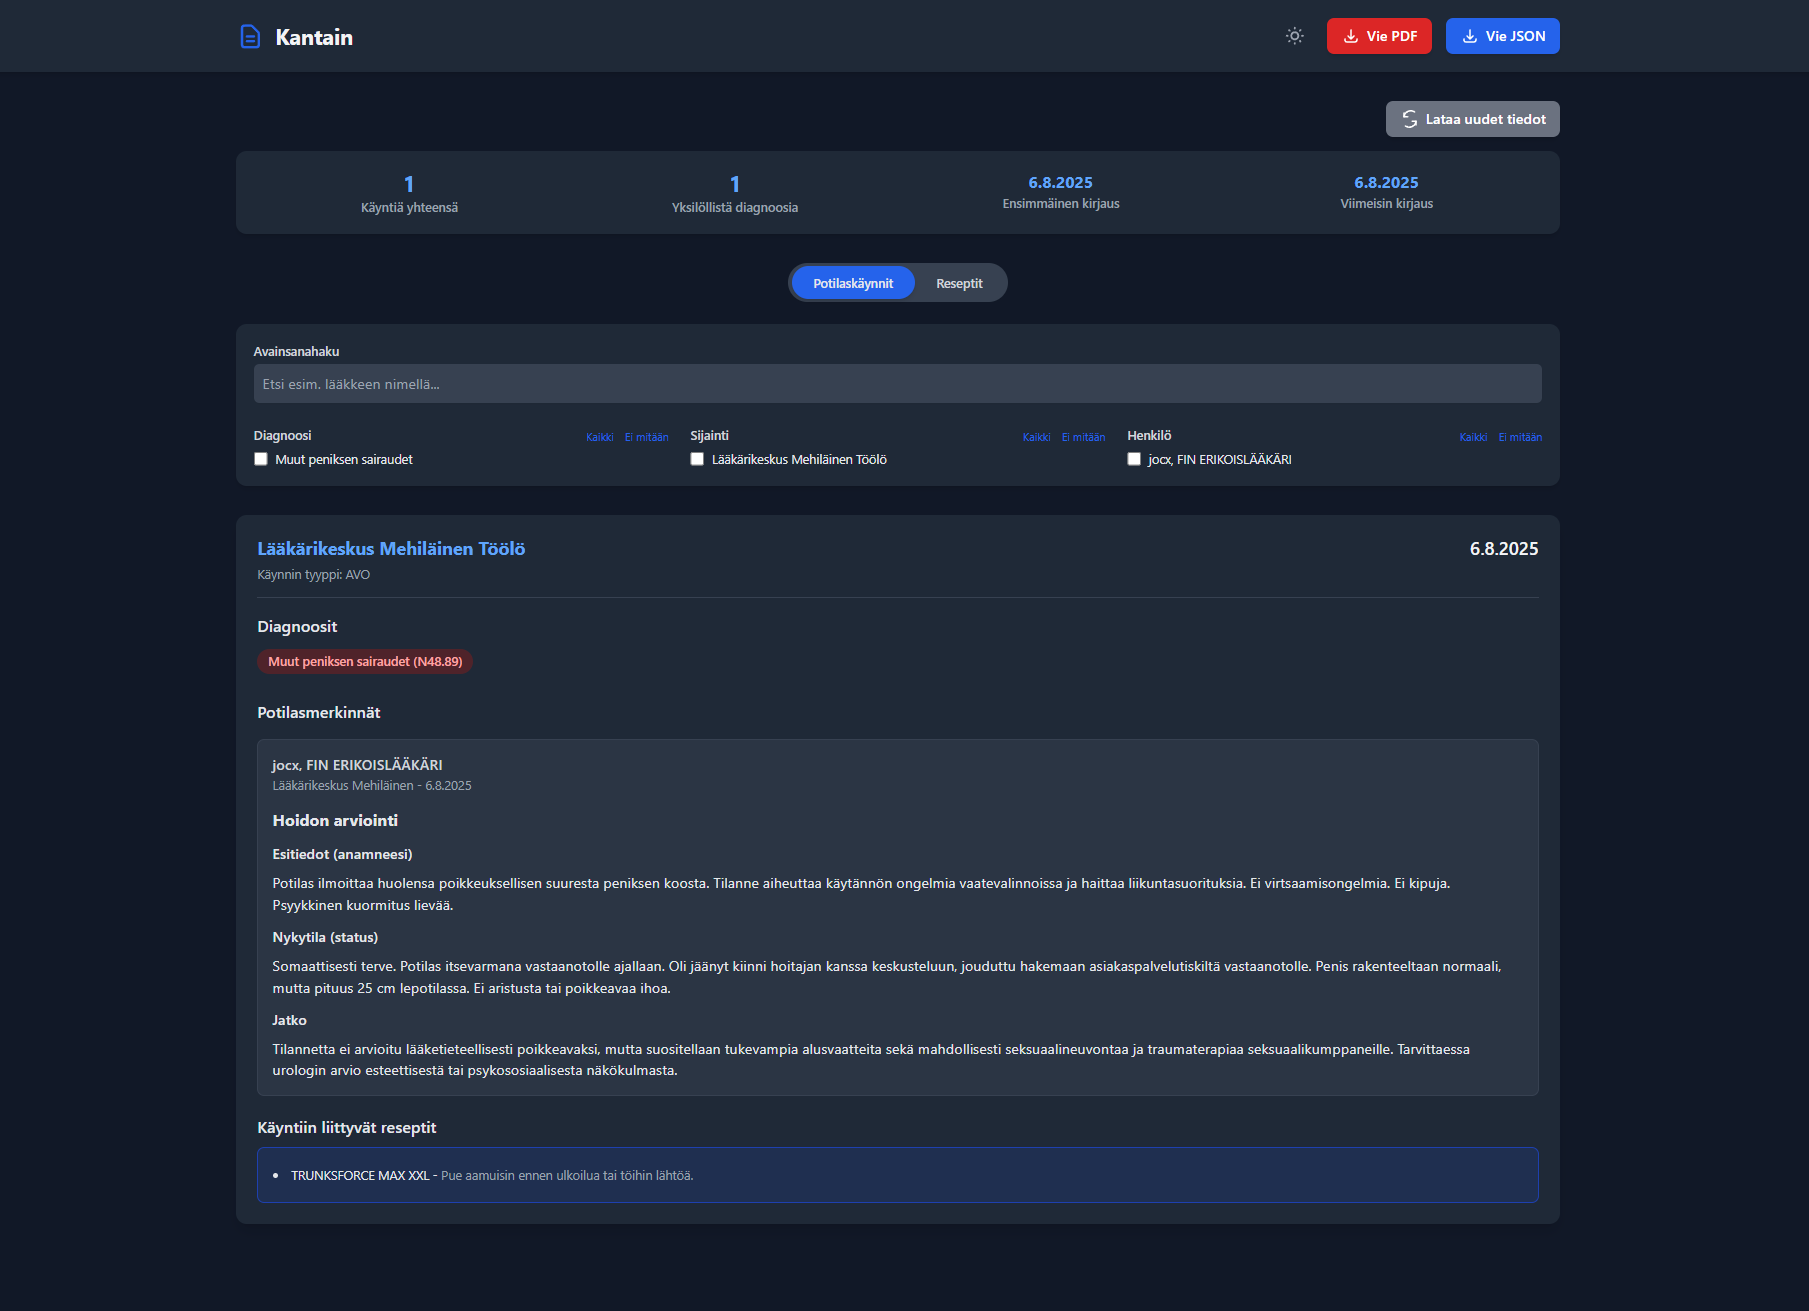 Kantain
Vie PDF
Vie JSON
Lataa uudet tiedot
1
Käyntiä yhteensä
1
Yksilöllistä diagnoosia
6.8.2025
Ensimmäinen kirjaus
6.8.2025
Viimeisin kirjaus
Potilaskäynnit
Reseptit
Avainsanahaku
Etsi esim. lääkkeen nimellä...
Diagnoosi
Kaikki Ei mitään
Muut peniksen sairaudet
Sijainti
Kaikki Ei mitään
Lääkärikeskus Mehiläinen Töölö
Henkilö
Kaikki Ei mitään
jocx, FIN ERIKOISLÄÄKÄRI
Lääkärikeskus Mehiläinen Töölö
6.8.2025
Käynnin tyyppi: AVO
Diagnoosit
Muut peniksen sairaudet (N48.89)
Potilasmerkinnät
jocx, FIN ERIKOISLÄÄKÄRI
Lääkärikeskus Mehiläinen - 6.8.2025
Hoidon arviointi
Esitiedot (anamneesi)
Potilas ilmoittaa huolensa poikkeuksellisen suuresta peniksen koosta. Tilanne aiheuttaa käytännön ongelmia vaatevalinnoissa ja haittaa liikuntasuorituksia. Ei virtsaamisongelmia. Ei kipuja.
Psyykkinen kuormitus lievää.
Nykytila (status)
Somaattisesti terve. Potilas itsevarmana vastaanotolle ajallaan. Oli jäänyt kiinni hoitajan kanssa keskusteluun, jouduttu hakemaan asiakaspalvelutiskiltä vastaanotolle. Penis rakenteeltaan normaali,
mutta pituus 25 cm lepotilassa. Ei aristusta tai poikkeavaa ihoa.
Jatko
Tilannetta ei arvioitu lääketieteellisesti poikkeavaksi, mutta suositellaan tukevampia alusvaatteita sekä mahdollisesti seksuaalineuvontaa ja traumaterapiaa seksuaalikumppaneille. Tarvittaessa
urologin arvio esteettisestä tai psykososiaalisesta näkökulmasta.
Käyntiin liittyvät reseptit
• TRUNKSFORCE MAX XXL - Pue aamuisin ennen ulkoilua tai töihin lähtöä.